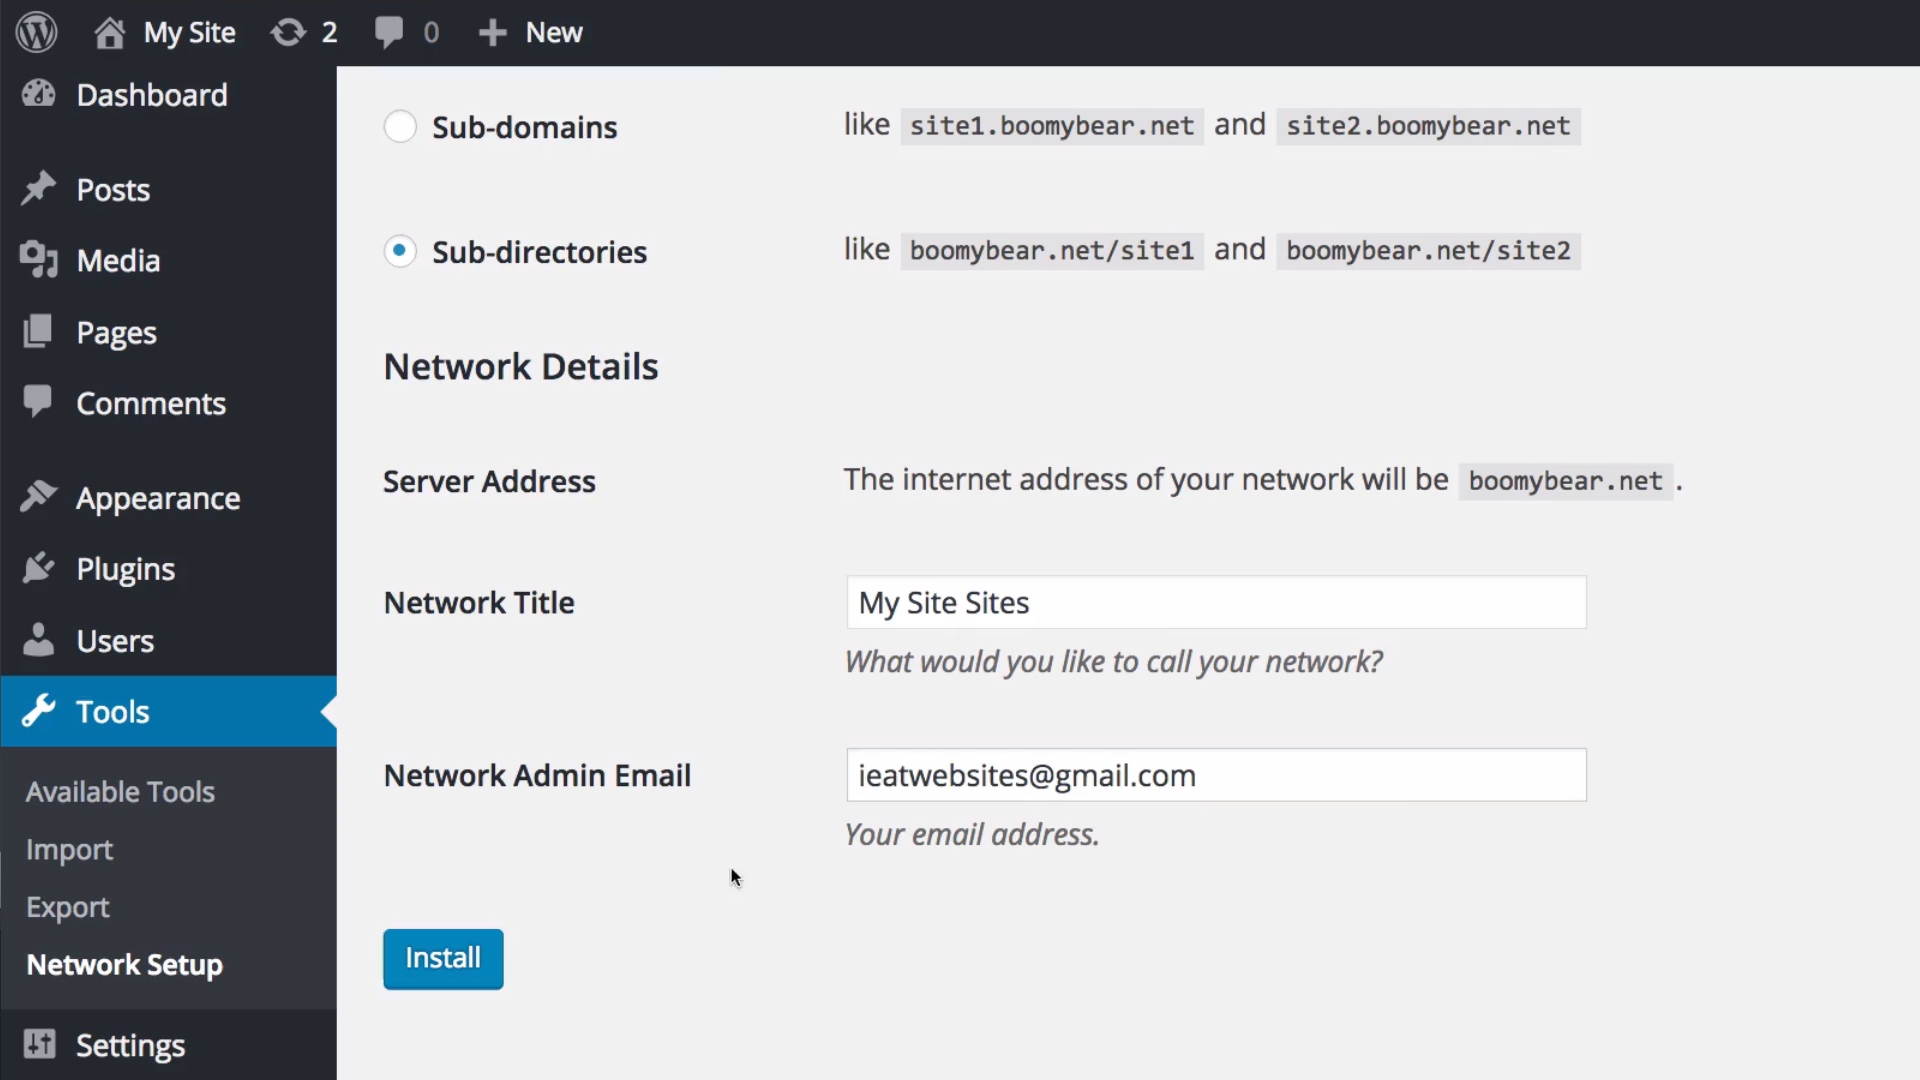 My Site 2 0 + New
Dashboard
Posts
Media
Pages
Comments
Appearance
Plugins
Users
Tools
Available Tools
Import
Export
Network Setup
Settings
Sub-domains like site1.boomybear.net and site2.boomybear.net
Sub-directories like boomybear.net/site1 and boomybear.net/site2
Network Details
Server Address The internet address of your network will be boomybear.net .
Network Title My Site Sites
What would you like to call your network?
Network Admin Email ieatwebsites@gmail.com
Your email address.
Install